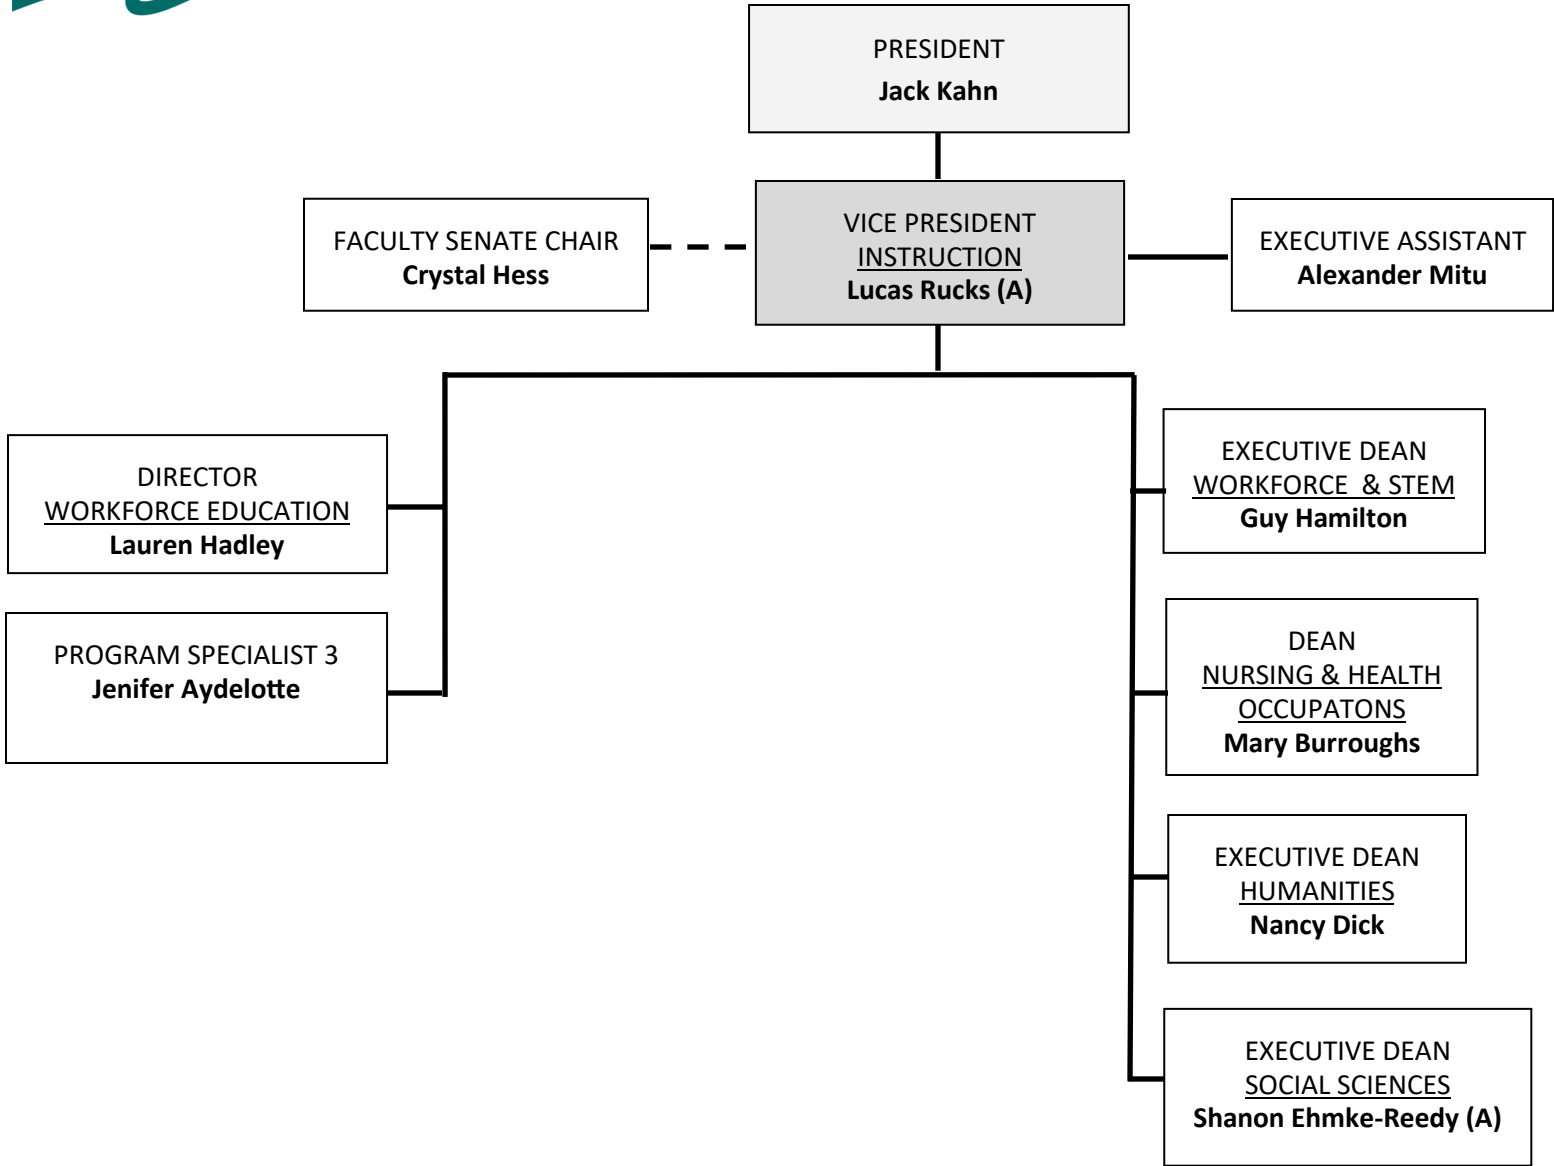 PRESIDENT
Jack Kahn
FACULTY SENATE CHAIR
Crystal Hess
VICE PRESIDENT
INSTRUCTION
Lucas Rucks (A)
EXECUTIVE ASSISTANT
Alexander Mitu
DIRECTOR
WORKFORCE EDUCATION
Lauren Hadley
PROGRAM SPECIALIST 3
Jenifer Aydelotte
EXECUTIVE DEAN
WORKFORCE & STEM
Guy Hamilton
DEAN
NURSING & HEALTH
OCCUPATONS
Mary Burroughs
EXECUTIVE DEAN
HUMANITIES
Nancy Dick
EXECUTIVE DEAN
SOCIAL SCIENCES
Shanon Ehmke-Reedy (A)